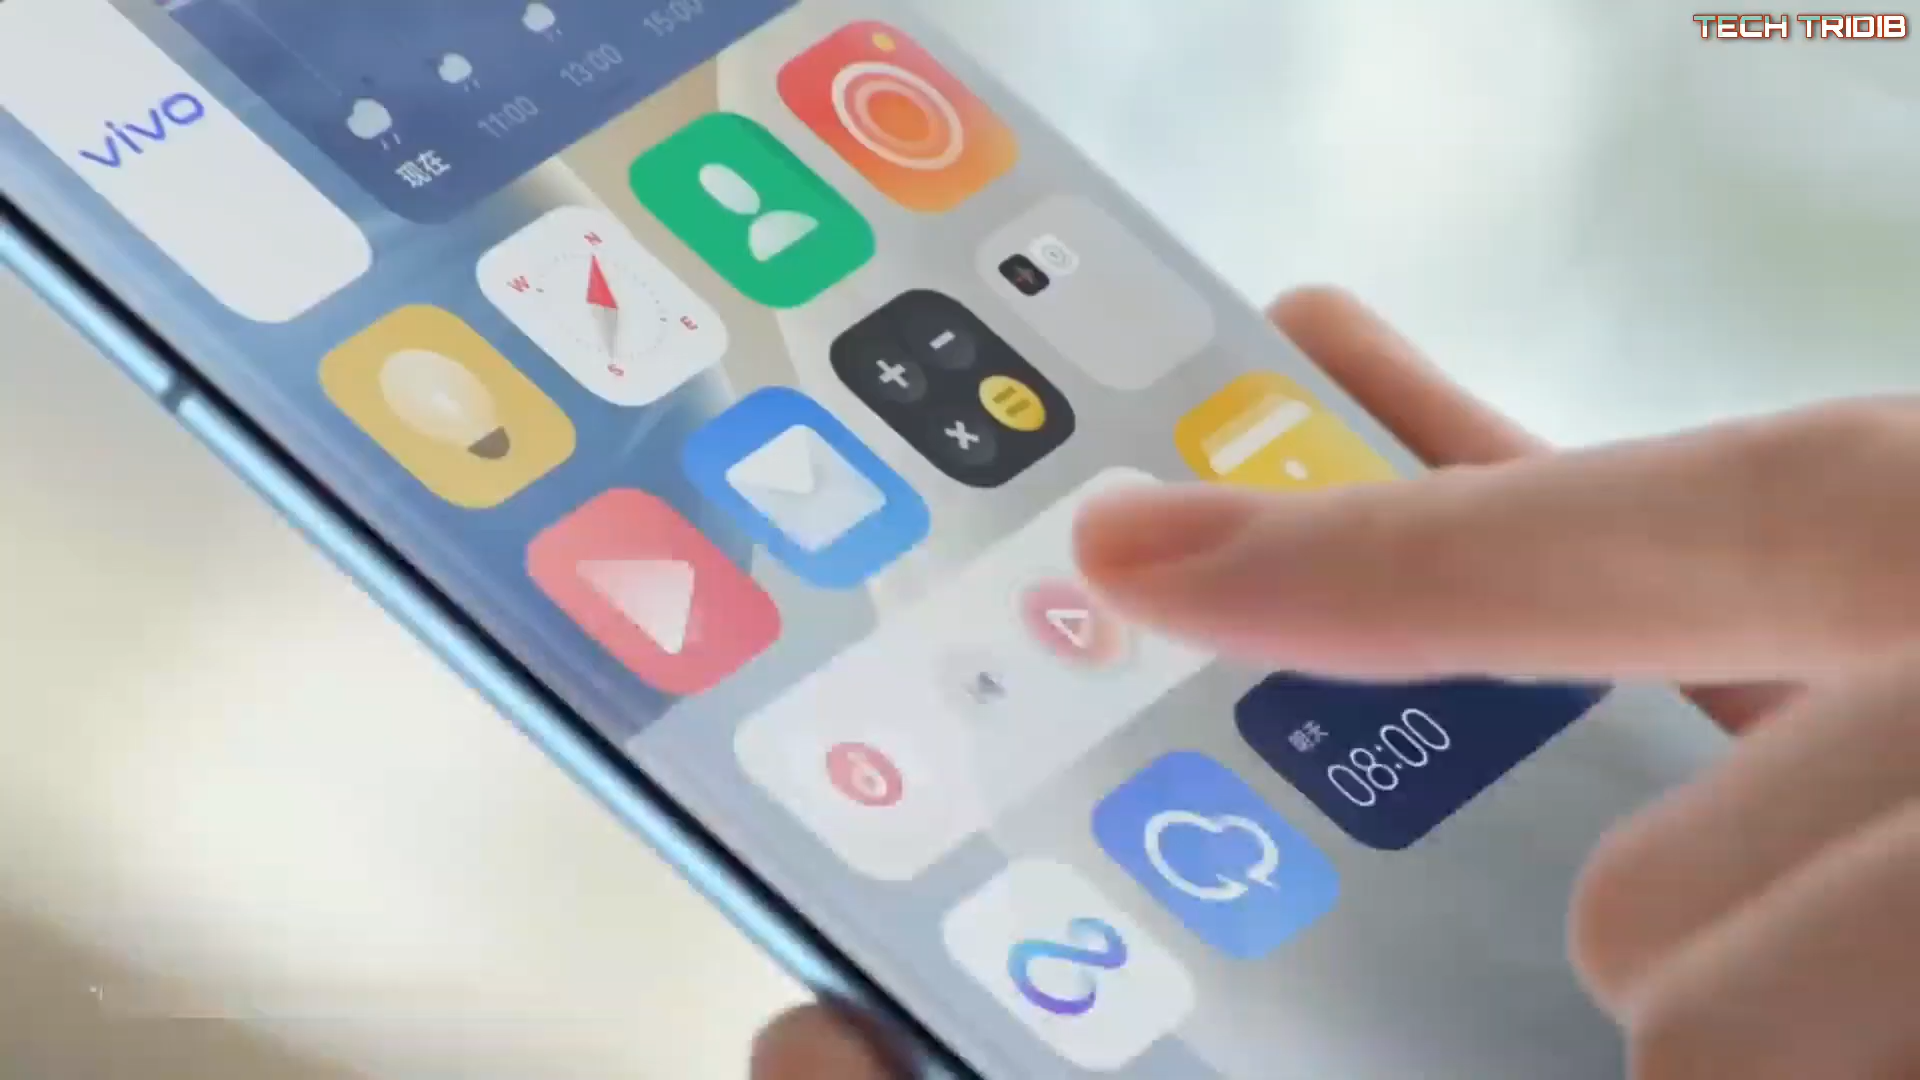 TECH TRIDIB
vivo
15:00
13:00
11:00
现在
N
W
E
S
明天
08:00